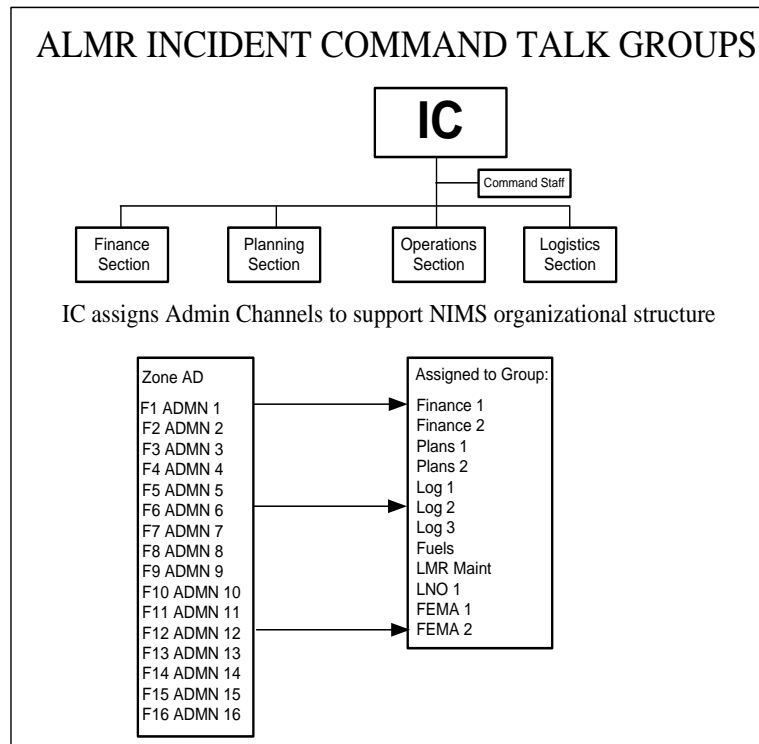 ALMR INCIDENT COMMAND TALK GROUPS
IC
Command Staff
Finance
Section
Planning
Section
Operations
Section
Logistics
Section
IC assigns Admin Channels to support NIMS organizational structure
Zone AD
F1 ADMN 1
F2 ADMN 2
F3 ADMN 3
F4 ADMN 4
F5 ADMN 5
F6 ADMN 6
F7 ADMN 7
F8 ADMN 8
F9 ADMN 9
F10 ADMN 10
F11 ADMN 11
F12 ADMN 12
F13 ADMN 13
F14 ADMN 14
F15 ADMN 15
F16 ADMN 16
Assigned to Group:
Finance 1
Finance 2
Plans 1
Plans 2
Log 1
Log 2
Log 3
Fuels
LMR Maint
LNO 1
FEMA 1
FEMA 2